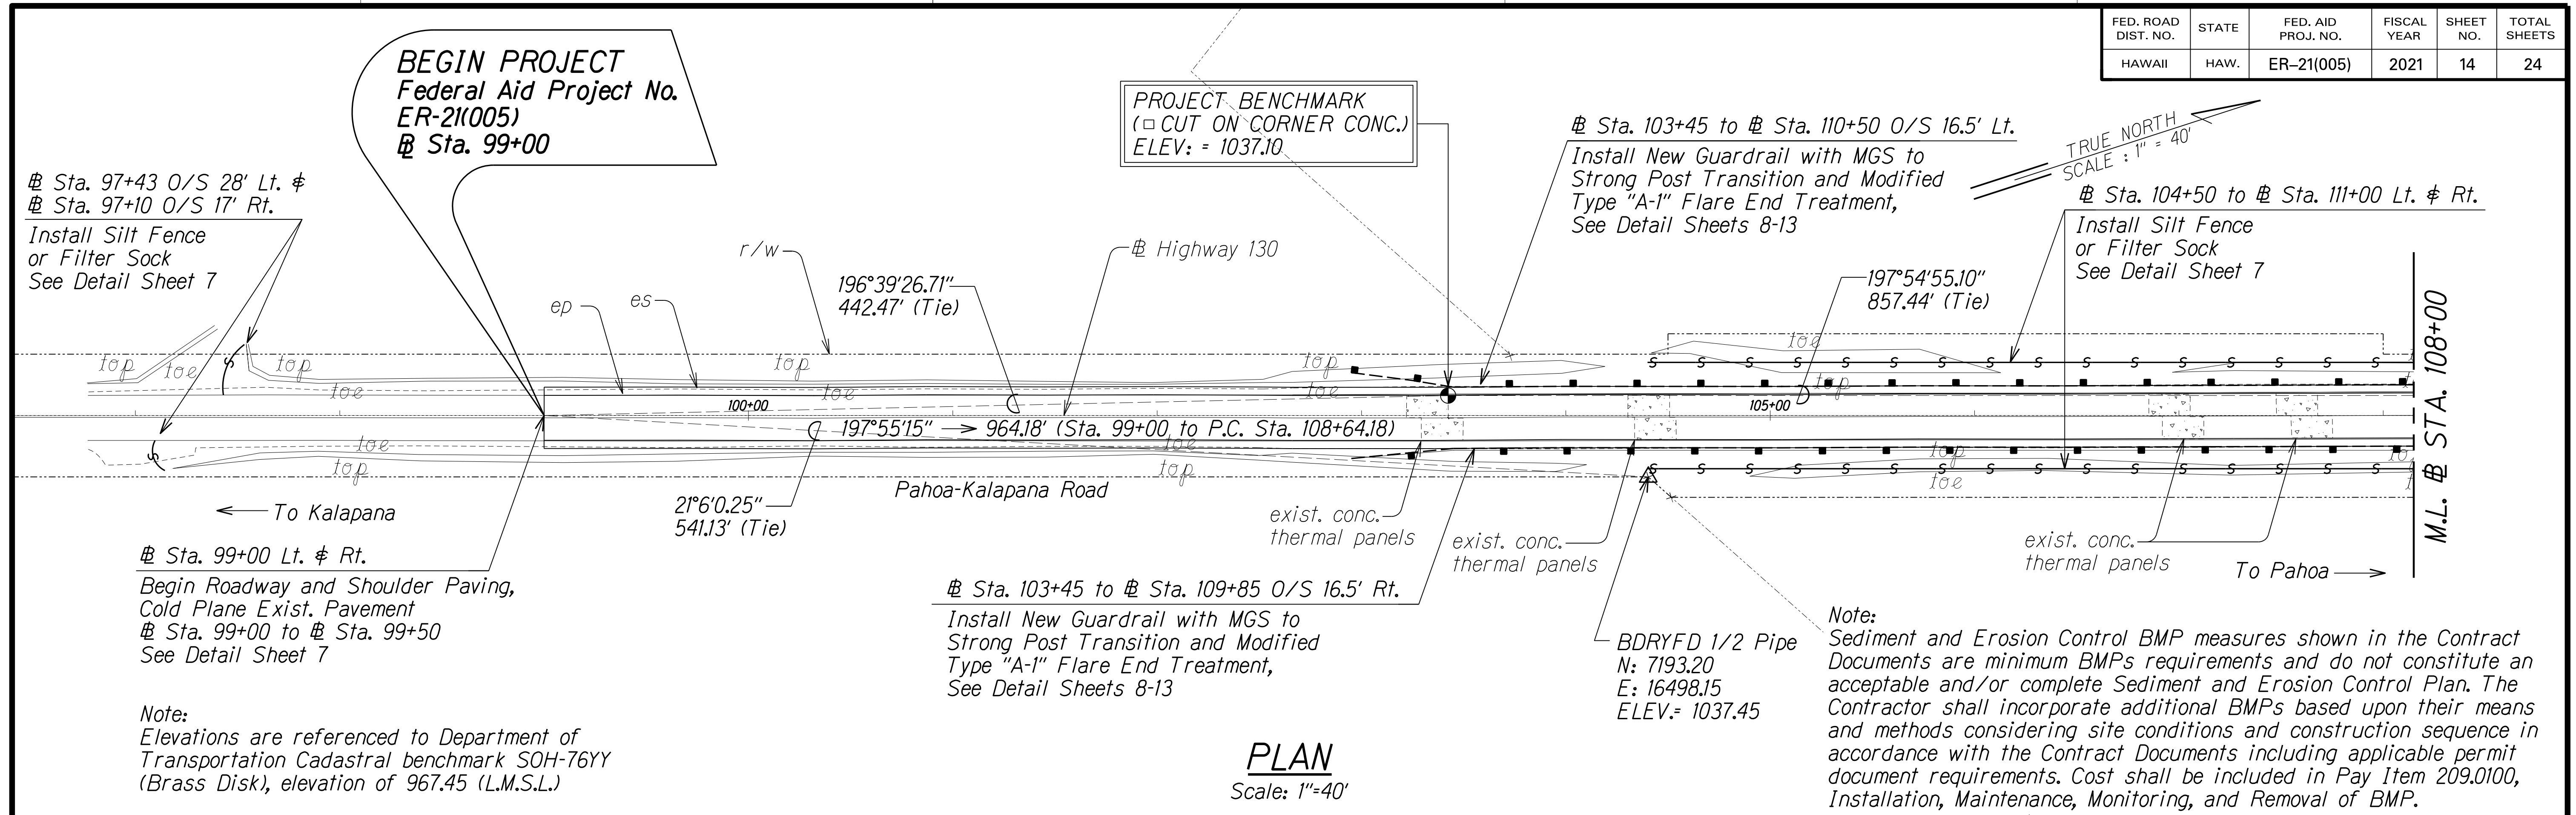 FED. ROAD DIST. NO. STATE FED. AID PROJ. NO. FISCAL YEAR SHEET NO. TOTAL SHEETS
HAWAII HAW. ER–21(005) 2021 14 24
BEGIN PROJECT
Federal Aid Project No.
ER-21(005)
℄ Sta. 99+00
PROJECT BENCHMARK
(□ CUT ON CORNER CONC.)
ELEV: = 1037.10
TRUE NORTH
SCALE : 1" = 40'
℄ Sta. 97+43 O/S 28' Lt. &
℄ Sta. 97+10 O/S 17' Rt.
Install Silt Fence
or Filter Sock
See Detail Sheet 7
℄ Sta. 103+45 to ℄ Sta. 110+50 O/S 16.5' Lt.
Install New Guardrail with MGS to
Strong Post Transition and Modified
Type "A-1" Flare End Treatment,
See Detail Sheets 8-13
℄ Sta. 104+50 to ℄ Sta. 111+00 Lt. & Rt.
Install Silt Fence
or Filter Sock
See Detail Sheet 7
ep
es
r/w
196°39'26.71"
442.47' (Tie)
℄ Highway 130
197°54'55.10"
857.44' (Tie)
M.L. ℄ STA. 108+00
top
toe
top
toe
top
toe
top
toe
toe
top
S
S S S S S S S S S S S S S S S S
100+00
105+00
197°55'15" → 964.18' (Sta. 99+00 to P.C. Sta. 108+64.18)
S
toe
top
toe
top
top
toe
S S S S S S S S S S S S S S S S
21°6'0.25"
541.13' (Tie)
Pahoa-Kalapana Road
To Kalapana
exist. conc.
thermal panels
exist. conc.
thermal panels
exist. conc.
thermal panels
To Pahoa
℄ Sta. 99+00 Lt. & Rt.
Begin Roadway and Shoulder Paving,
Cold Plane Exist. Pavement
℄ Sta. 99+00 to ℄ Sta. 99+50
See Detail Sheet 7
℄ Sta. 103+45 to ℄ Sta. 109+85 O/S 16.5' Rt.
Install New Guardrail with MGS to
Strong Post Transition and Modified
Type "A-1" Flare End Treatment,
See Detail Sheets 8-13
BDRYFD 1/2 Pipe
N: 7193.20
E: 16498.15
ELEV.= 1037.45
Note:
Sediment and Erosion Control BMP measures shown in the Contract
Documents are minimum BMPs requirements and do not constitute an
acceptable and/or complete Sediment and Erosion Control Plan. The
Contractor shall incorporate additional BMPs based upon their means
and methods considering site conditions and construction sequence in
accordance with the Contract Documents including applicable permit
document requirements. Cost shall be included in Pay Item 209.0100,
Installation, Maintenance, Monitoring, and Removal of BMP.
Note:
Elevations are referenced to Department of
Transportation Cadastral benchmark SOH-76YY
(Brass Disk), elevation of 967.45 (L.M.S.L.)
PLAN
Scale: 1"=40'